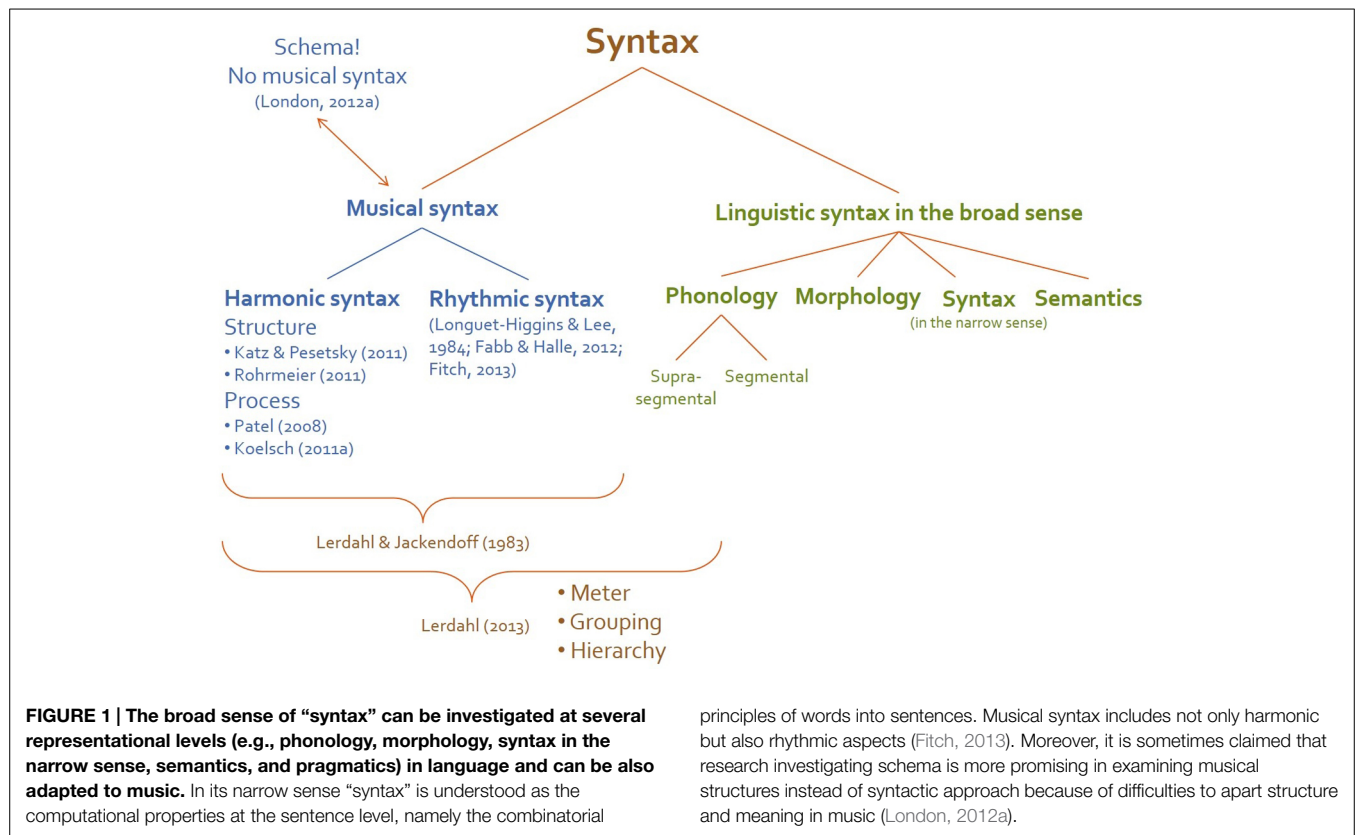 Syntax
Schema!
No musical syntax
(London, 2012a)
Musical syntax
Linguistic syntax in the broad sense
Harmonic syntax
Structure
• Katz & Pesetsky (2011)
• Rohrmeier (2011)
Process
• Patel (2008)
• Koelsch (2011a)
Rhythmic syntax
(Longuet-Higgins & Lee,
1984; Fabb & Halle, 2012;
Fitch, 2013)
Phonology
Morphology
Syntax
(in the narrow sense)
Semantics
Supra-
segmental
Segmental
Lerdahl & Jackendoff (1983)
Lerdahl (2013)
• Meter
• Grouping
• Hierarchy
FIGURE 1 | The broad sense of “syntax” can be investigated at several
representational levels (e.g., phonology, morphology, syntax in the
narrow sense, semantics, and pragmatics) in language and can be also
adapted to music. In its narrow sense “syntax” is understood as the
computational properties at the sentence level, namely the combinatorial
principles of words into sentences. Musical syntax includes not only harmonic
but also rhythmic aspects (Fitch, 2013). Moreover, it is sometimes claimed that
research investigating schema is more promising in examining musical
structures instead of syntactic approach because of difficulties to apart structure
and meaning in music (London, 2012a).